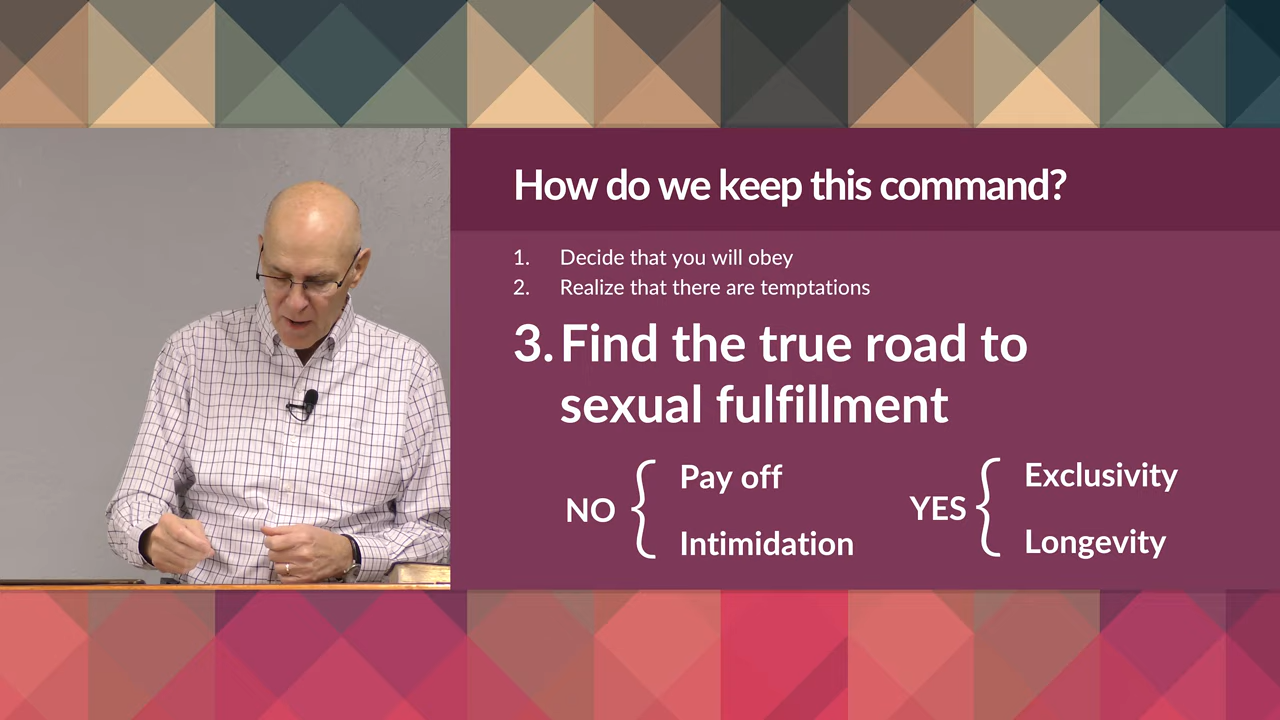 How do we keep this command?
1. Decide that you will obey
2. Realize that there are temptations
3. Find the true road to
sexual fulfillment
NO { Pay off
Intimidation
YES { Exclusivity
Longevity